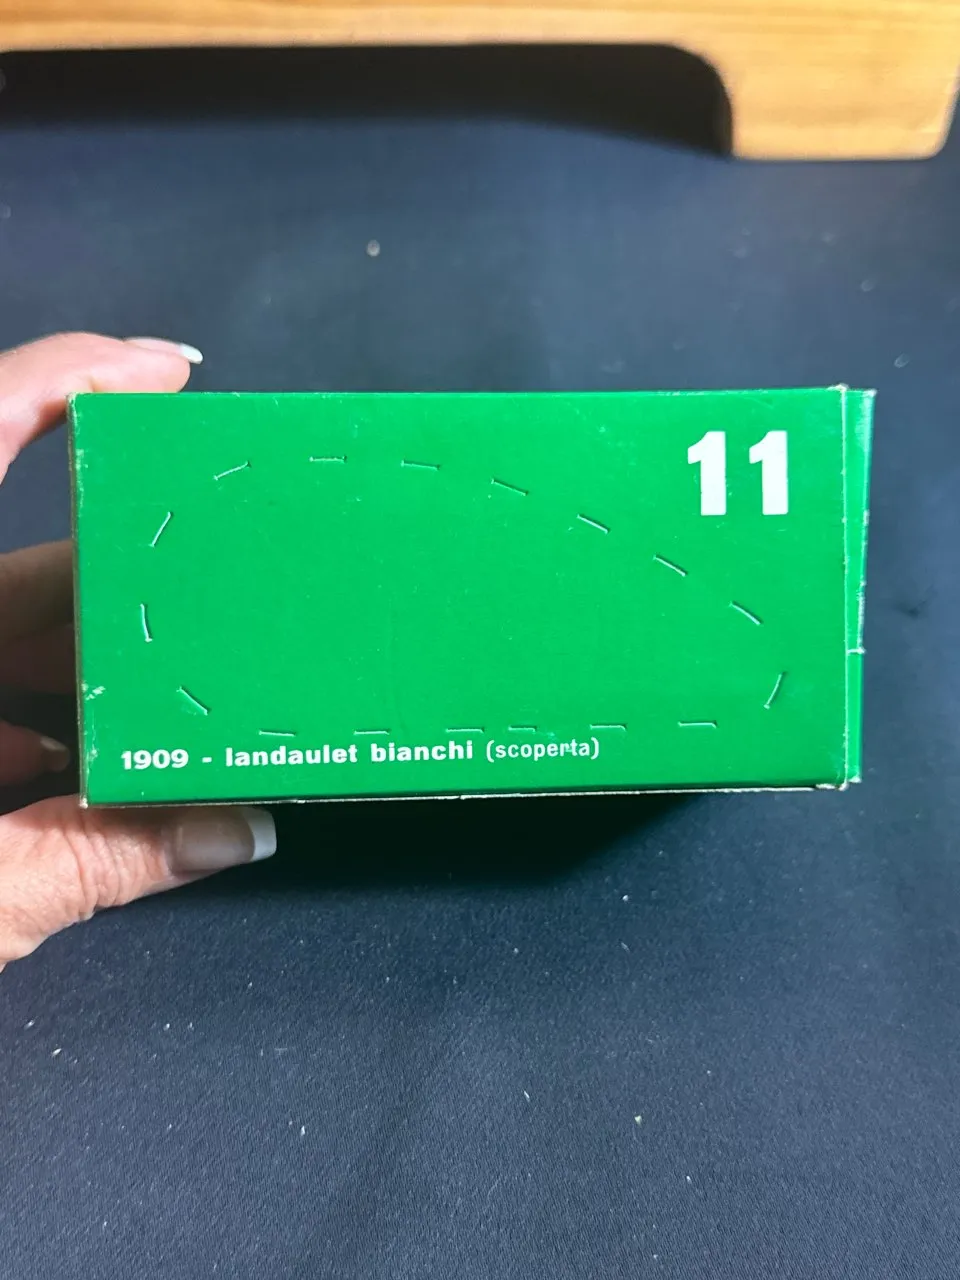 11
1909 - landaulet bianchi (scoperta)